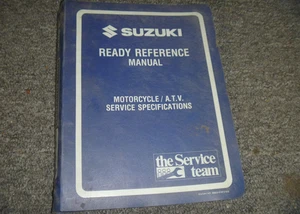 SUZUKI
READY REFERENCE
MANUAL
MOTORCYCLE / A.T.V.
SERVICE SPECIFICATIONS
the Service
team